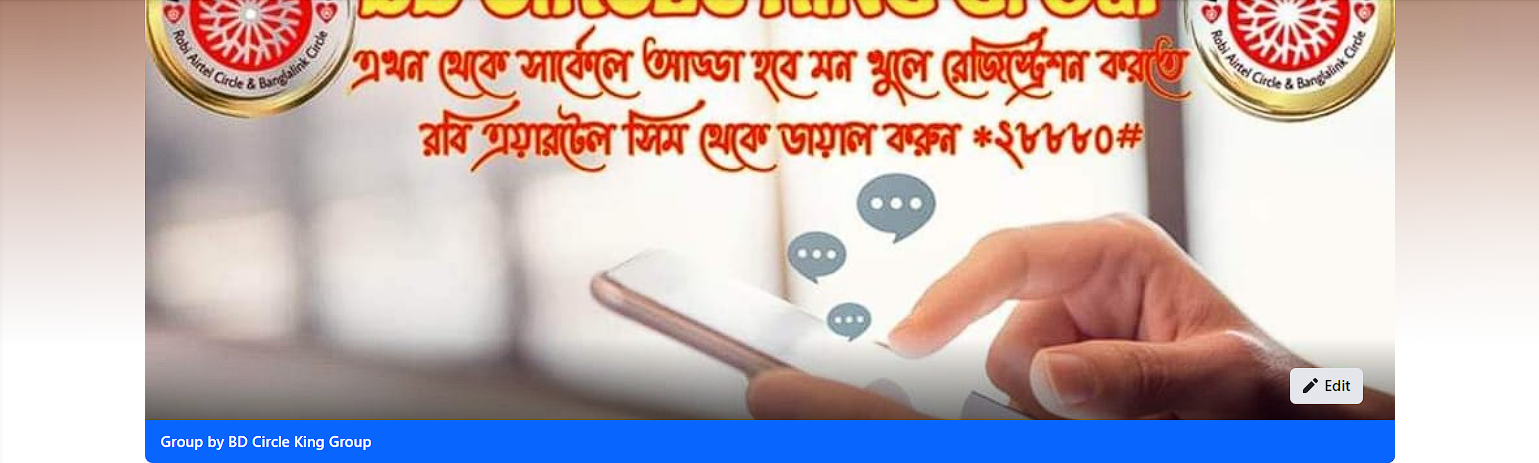 Robi Airtel Circle & Banglalink Circle
Robi Airtel Circle & Banglalink Circle
এখন থেকে সার্কেলে আড্ডা হবে মন খুলে রেজিস্ট্রেশন করতে
রবি এয়ারটেল সিম থেকে ডায়াল করুন *২৮৮৮০#
Edit
Group by BD Circle King Group